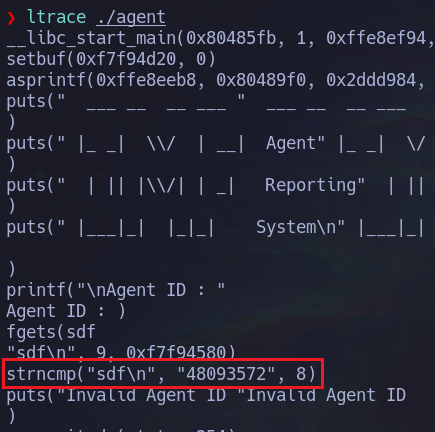 ❯ ltrace ./agent
__libc_start_main(0x80485fb, 1, 0xffe8ef94,
setbuf(0xf7f94d20, 0)
asprintf(0xffe8eeb8, 0x80489f0, 0x2ddd984,
puts("  ___ __  __ ___ "  ___ __  __ ___
)
puts(" |_ _|  \\/  | __|  Agent" |_ _|  \/
)
puts("  | || |\\/| | _|   Reporting"  | ||
)
puts(" |___|_|  |_|_|    System\n" |___|_|
)
printf("\nAgent ID : "
Agent ID : )
fgets(sdf
"sdf\n", 9, 0xf7f94580)
strncmp("sdf\n", "48093572", 8)
puts("Invalid Agent ID "Invalid Agent ID
)